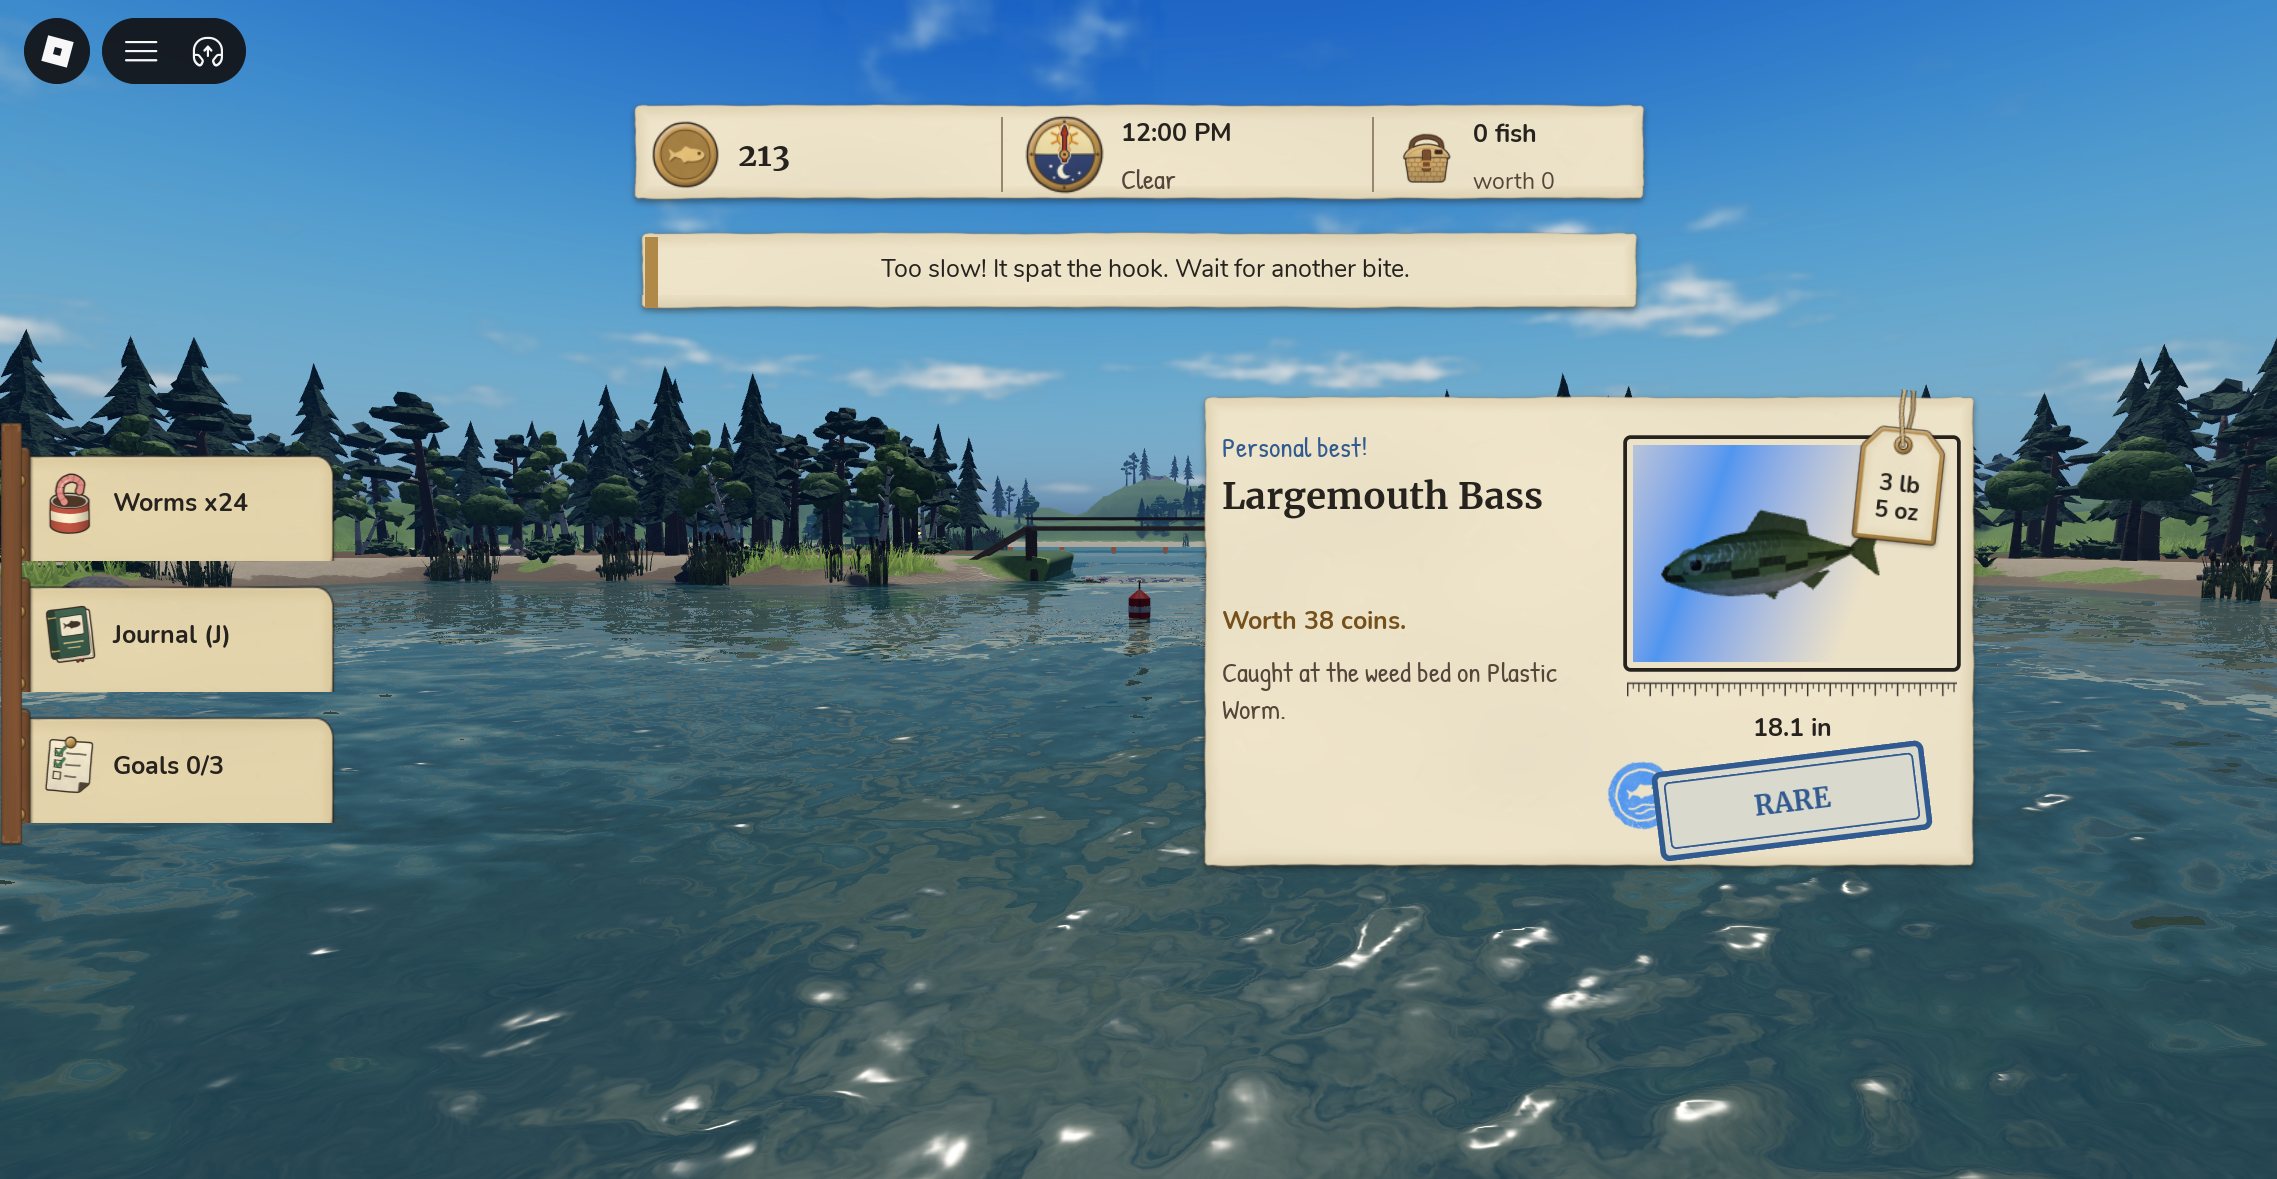 213
12:00 PM
Clear
0 fish
worth 0
Too slow! It spat the hook. Wait for another bite.
Worms x24
Journal (J)
Goals 0/3
Personal best!
Largemouth Bass
Worth 38 coins.
Caught at the weed bed on Plastic
Worm.
3 lb
5 oz
18.1 in
RARE